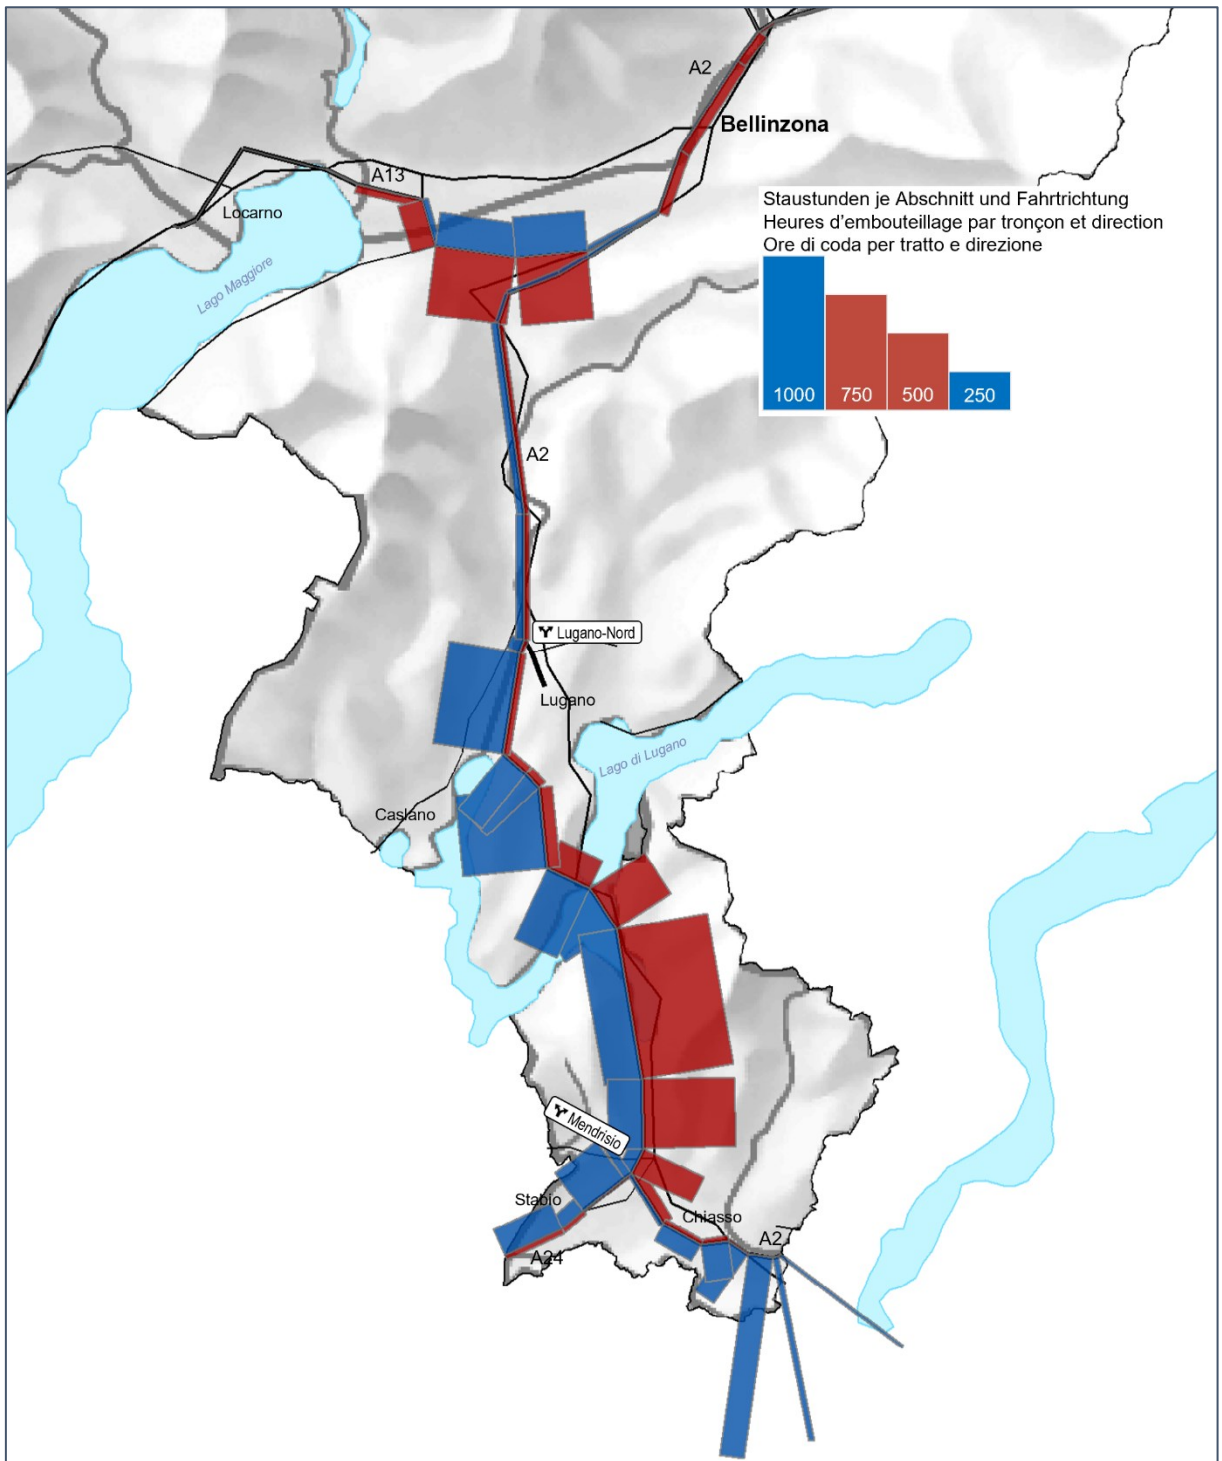 A2
Bellinzona
A13
Locarno
Lago Maggiore
Staustunden je Abschnitt und Fahrtrichtung
Heures d'embouteillage par tronçon et direction
Ore di coda per tratto e direzione
1000 750 500 250
A2
Lugano-Nord
Lugano
Lago di Lugano
Caslano
Mendrisio
Stabio
Chiasso
A2
A24